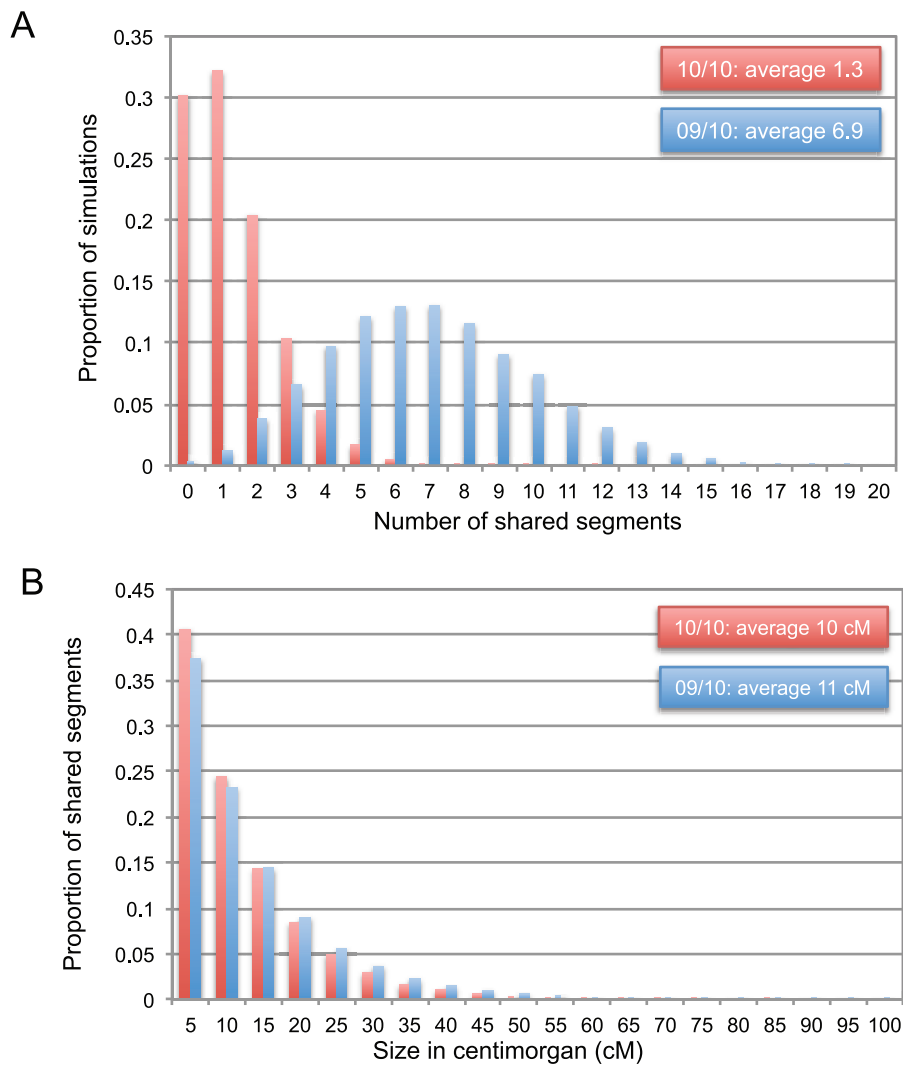 A
0.35
0.3
0.25
0.2
0.15
0.1
0.05
0
Proportion of simulations
10/10: average 1.3
09/10: average 6.9
0 1 2 3 4 5 6 7 8 9 10 11 12 13 14 15 16 17 18 19 20
Number of shared segments
B
0.45
0.4
0.35
0.3
0.25
0.2
0.15
0.1
0.05
0
Proportion of shared segments
10/10: average 10 cM
09/10: average 11 cM
5 10 15 20 25 30 35 40 45 50 55 60 65 70 75 80 85 90 95 100
Size in centimorgan (cM)